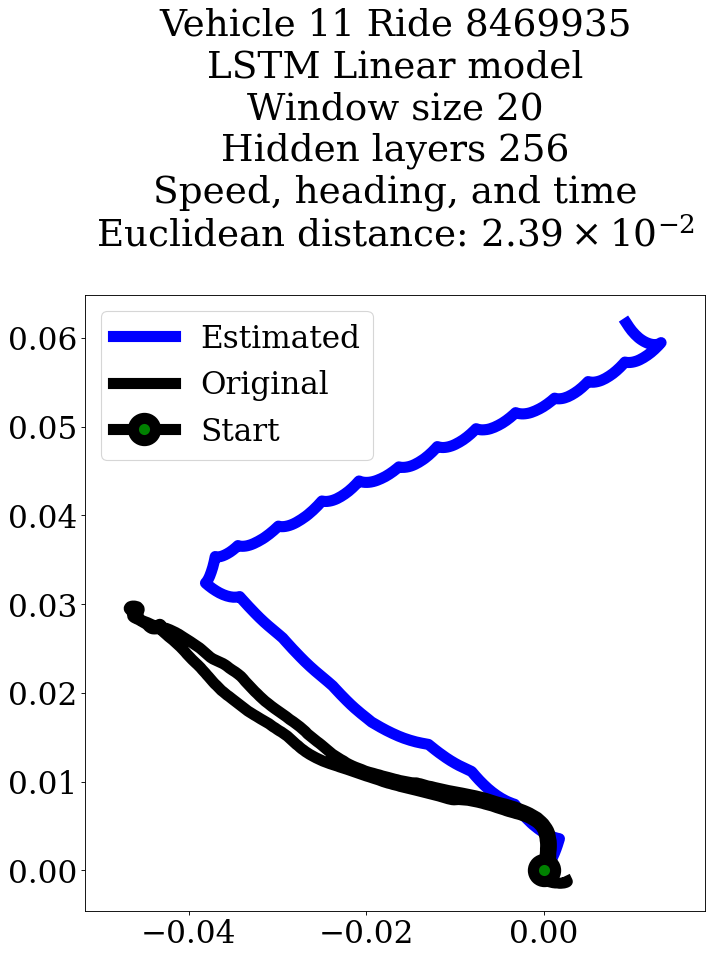 Vehicle 11 Ride 8469935
LSTM Linear model
Window size 20
Hidden layers 256
Speed, heading, and time
Euclidean distance: 2.39 × 10⁻²
Estimated
Original
Start
0.06
0.05
0.04
0.03
0.02
0.01
0.00
−0.04 −0.02 0.00